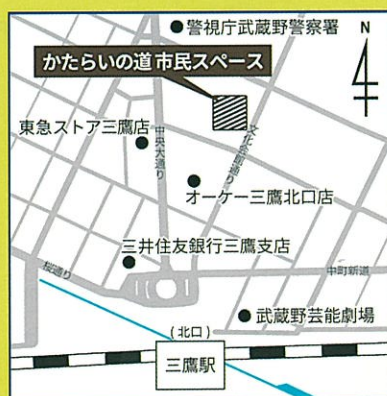 警視庁武蔵野警察署
N
かたらいの道 市民スペース
東急ストア三鷹店
中央大通り
文化会館通り
オーケー三鷹北口店
三井住友銀行三鷹支店
桜通り
中町新道
武蔵野芸能劇場
(北口)
三鷹駅